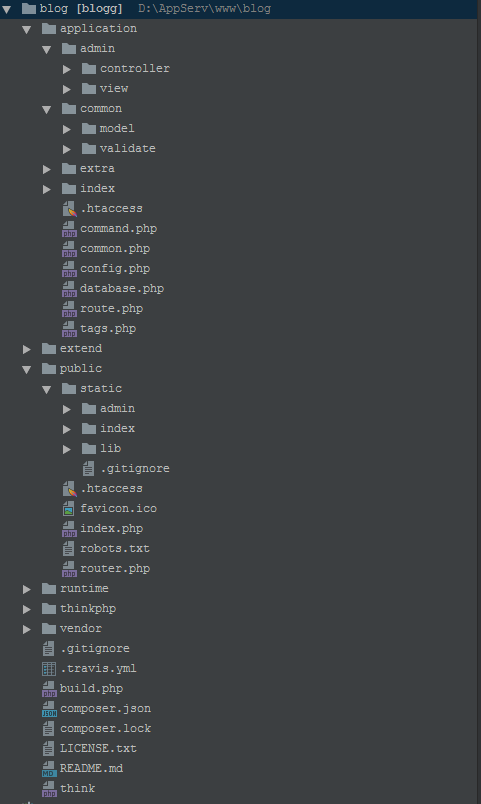 blog [blogg] D:\AppServ\www\blog
application
admin
controller
view
common
model
validate
extra
index
.htaccess
command.php
common.php
config.php
database.php
route.php
tags.php
extend
public
static
admin
index
lib
.gitignore
.htaccess
favicon.ico
index.php
robots.txt
router.php
runtime
thinkphp
vendor
.gitignore
.travis.yml
build.php
composer.json
composer.lock
LICENSE.txt
README.md
think